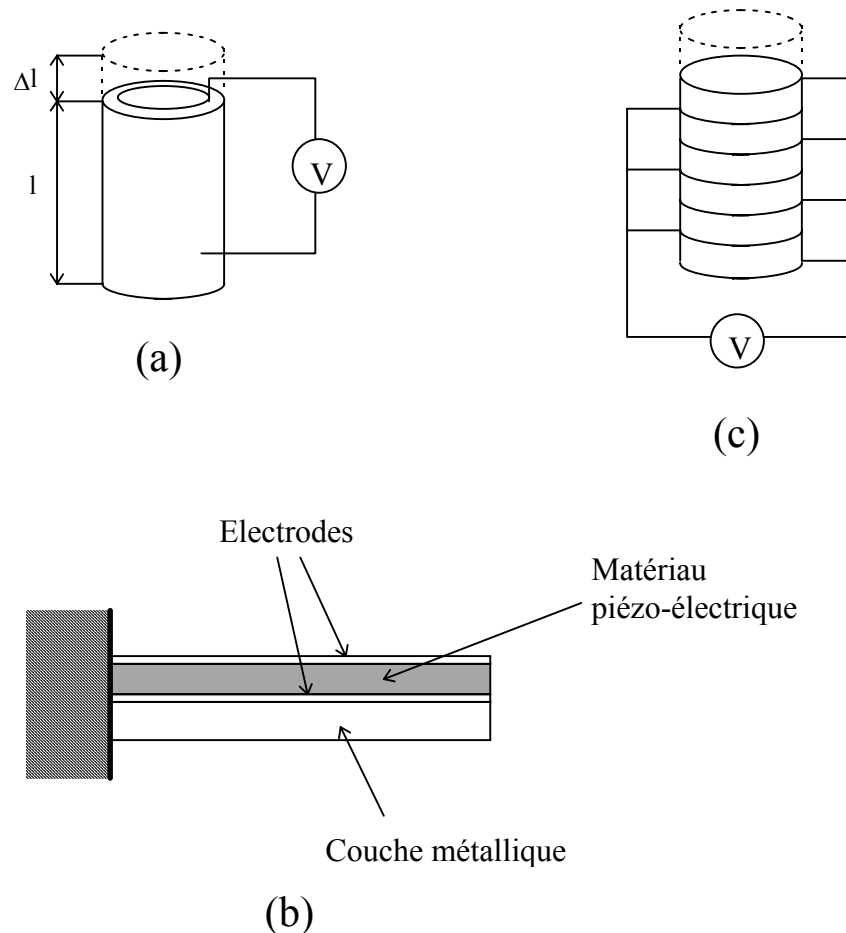 Δl
l
V
(a)
V
(c)
Electrodes
Matériau
piézo-électrique
Couche métallique
(b)